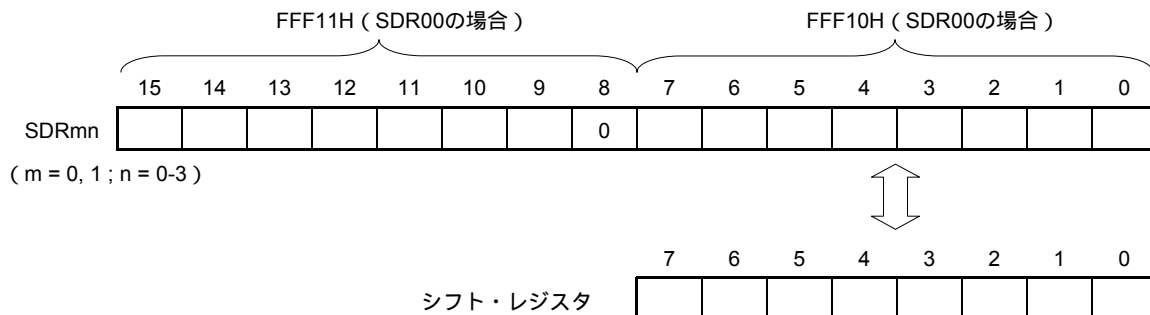 FFF11H（SDR00の場合） FFF10H（SDR00の場合）
15 14 13 12 11 10 9 8 7 6 5 4 3 2 1 0
SDRmn 0
（m = 0, 1 ; n = 0-3）
7 6 5 4 3 2 1 0
シフト・レジスタ